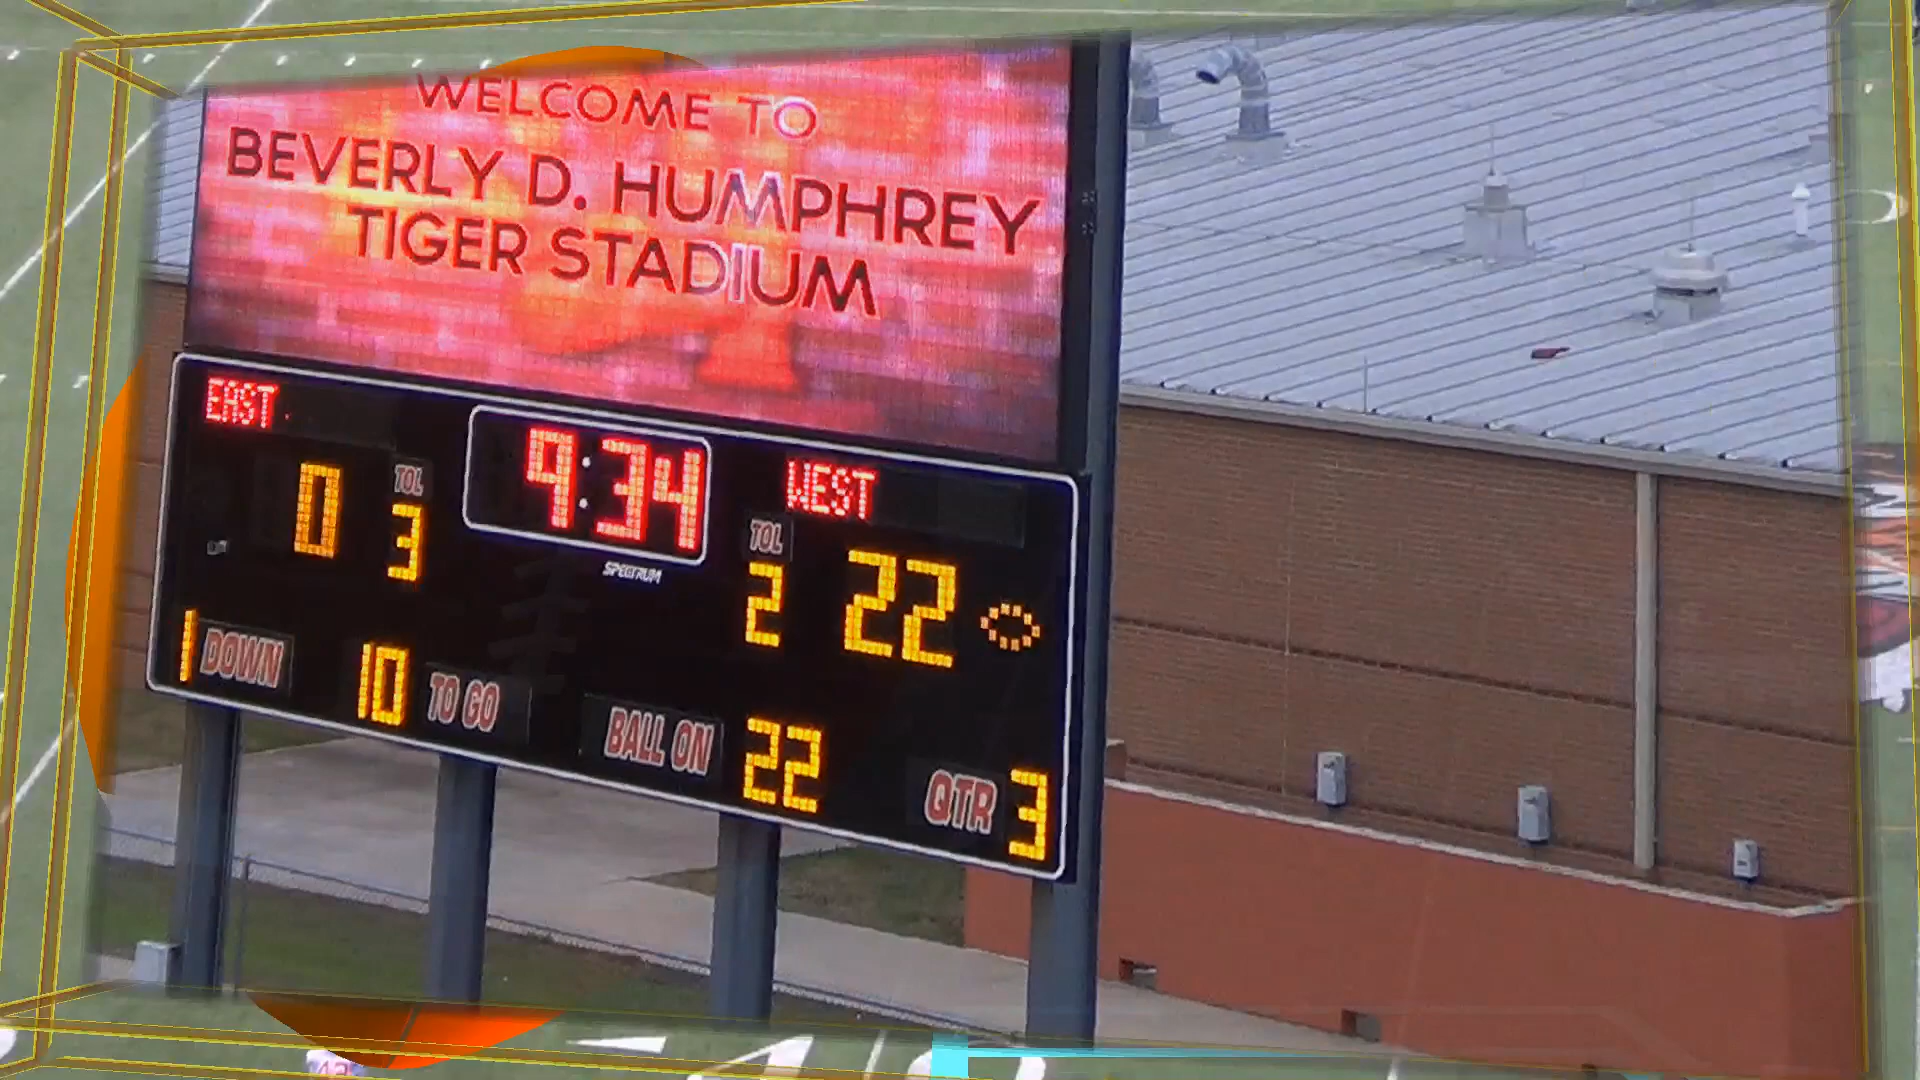 WELCOME TO
BEVERLY D. HUMPHREY
TIGER STADIUM
EAST
9:34
WEST
0
TOL
3
TOL
2
22
SPECTRUM
1 DOWN
10 TO GO
BALL ON 22
QTR 3